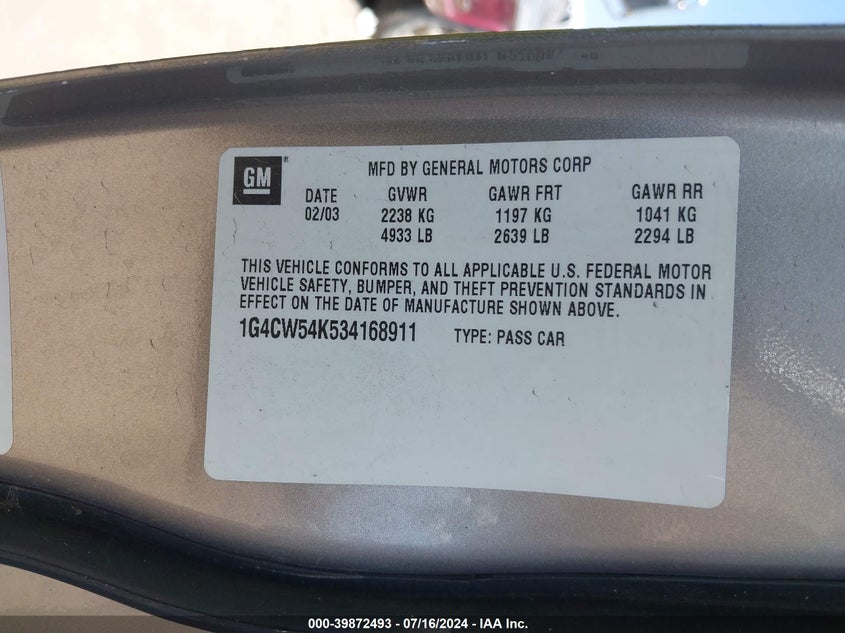 GM
MFD BY GENERAL MOTORS CORP
DATE GVWR GAWR FRT GAWR RR
02/03 2238 KG 1197 KG 1041 KG
4933 LB 2639 LB 2294 LB
THIS VEHICLE CONFORMS TO ALL APPLICABLE U.S. FEDERAL MOTOR
VEHICLE SAFETY, BUMPER, AND THEFT PREVENTION STANDARDS IN
EFFECT ON THE DATE OF MANUFACTURE SHOWN ABOVE.
1G4CW54K534168911 TYPE: PASS CAR
000-39872493 - 07/16/2024 - IAA Inc.